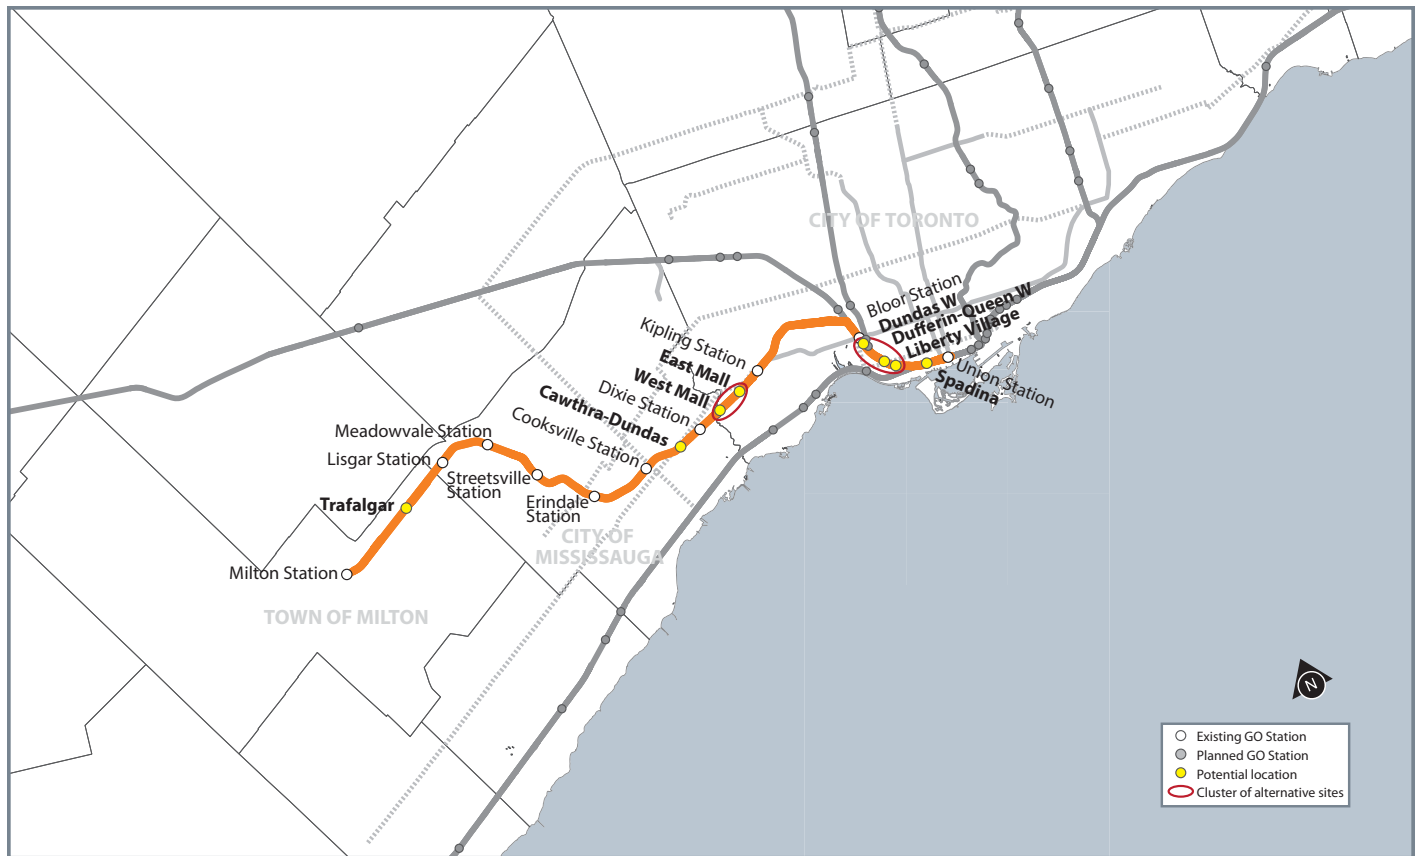 CITY OF TORONTO
Bloor Station
Dundas W
Dufferin-Queen W
Liberty Village
Kipling Station
East Mall
West Mall
Dixie Station
Cawthra-Dundas
Cooksville Station
Union Station
Spadina
Meadowvale Station
Lisgar Station
Streetsville
Station
Trafalgar
Erindale
Station
CITY OF
MISSISSAUGA
Milton Station
TOWN OF MILTON
N
Existing GO Station
Planned GO Station
Potential location
Cluster of alternative sites